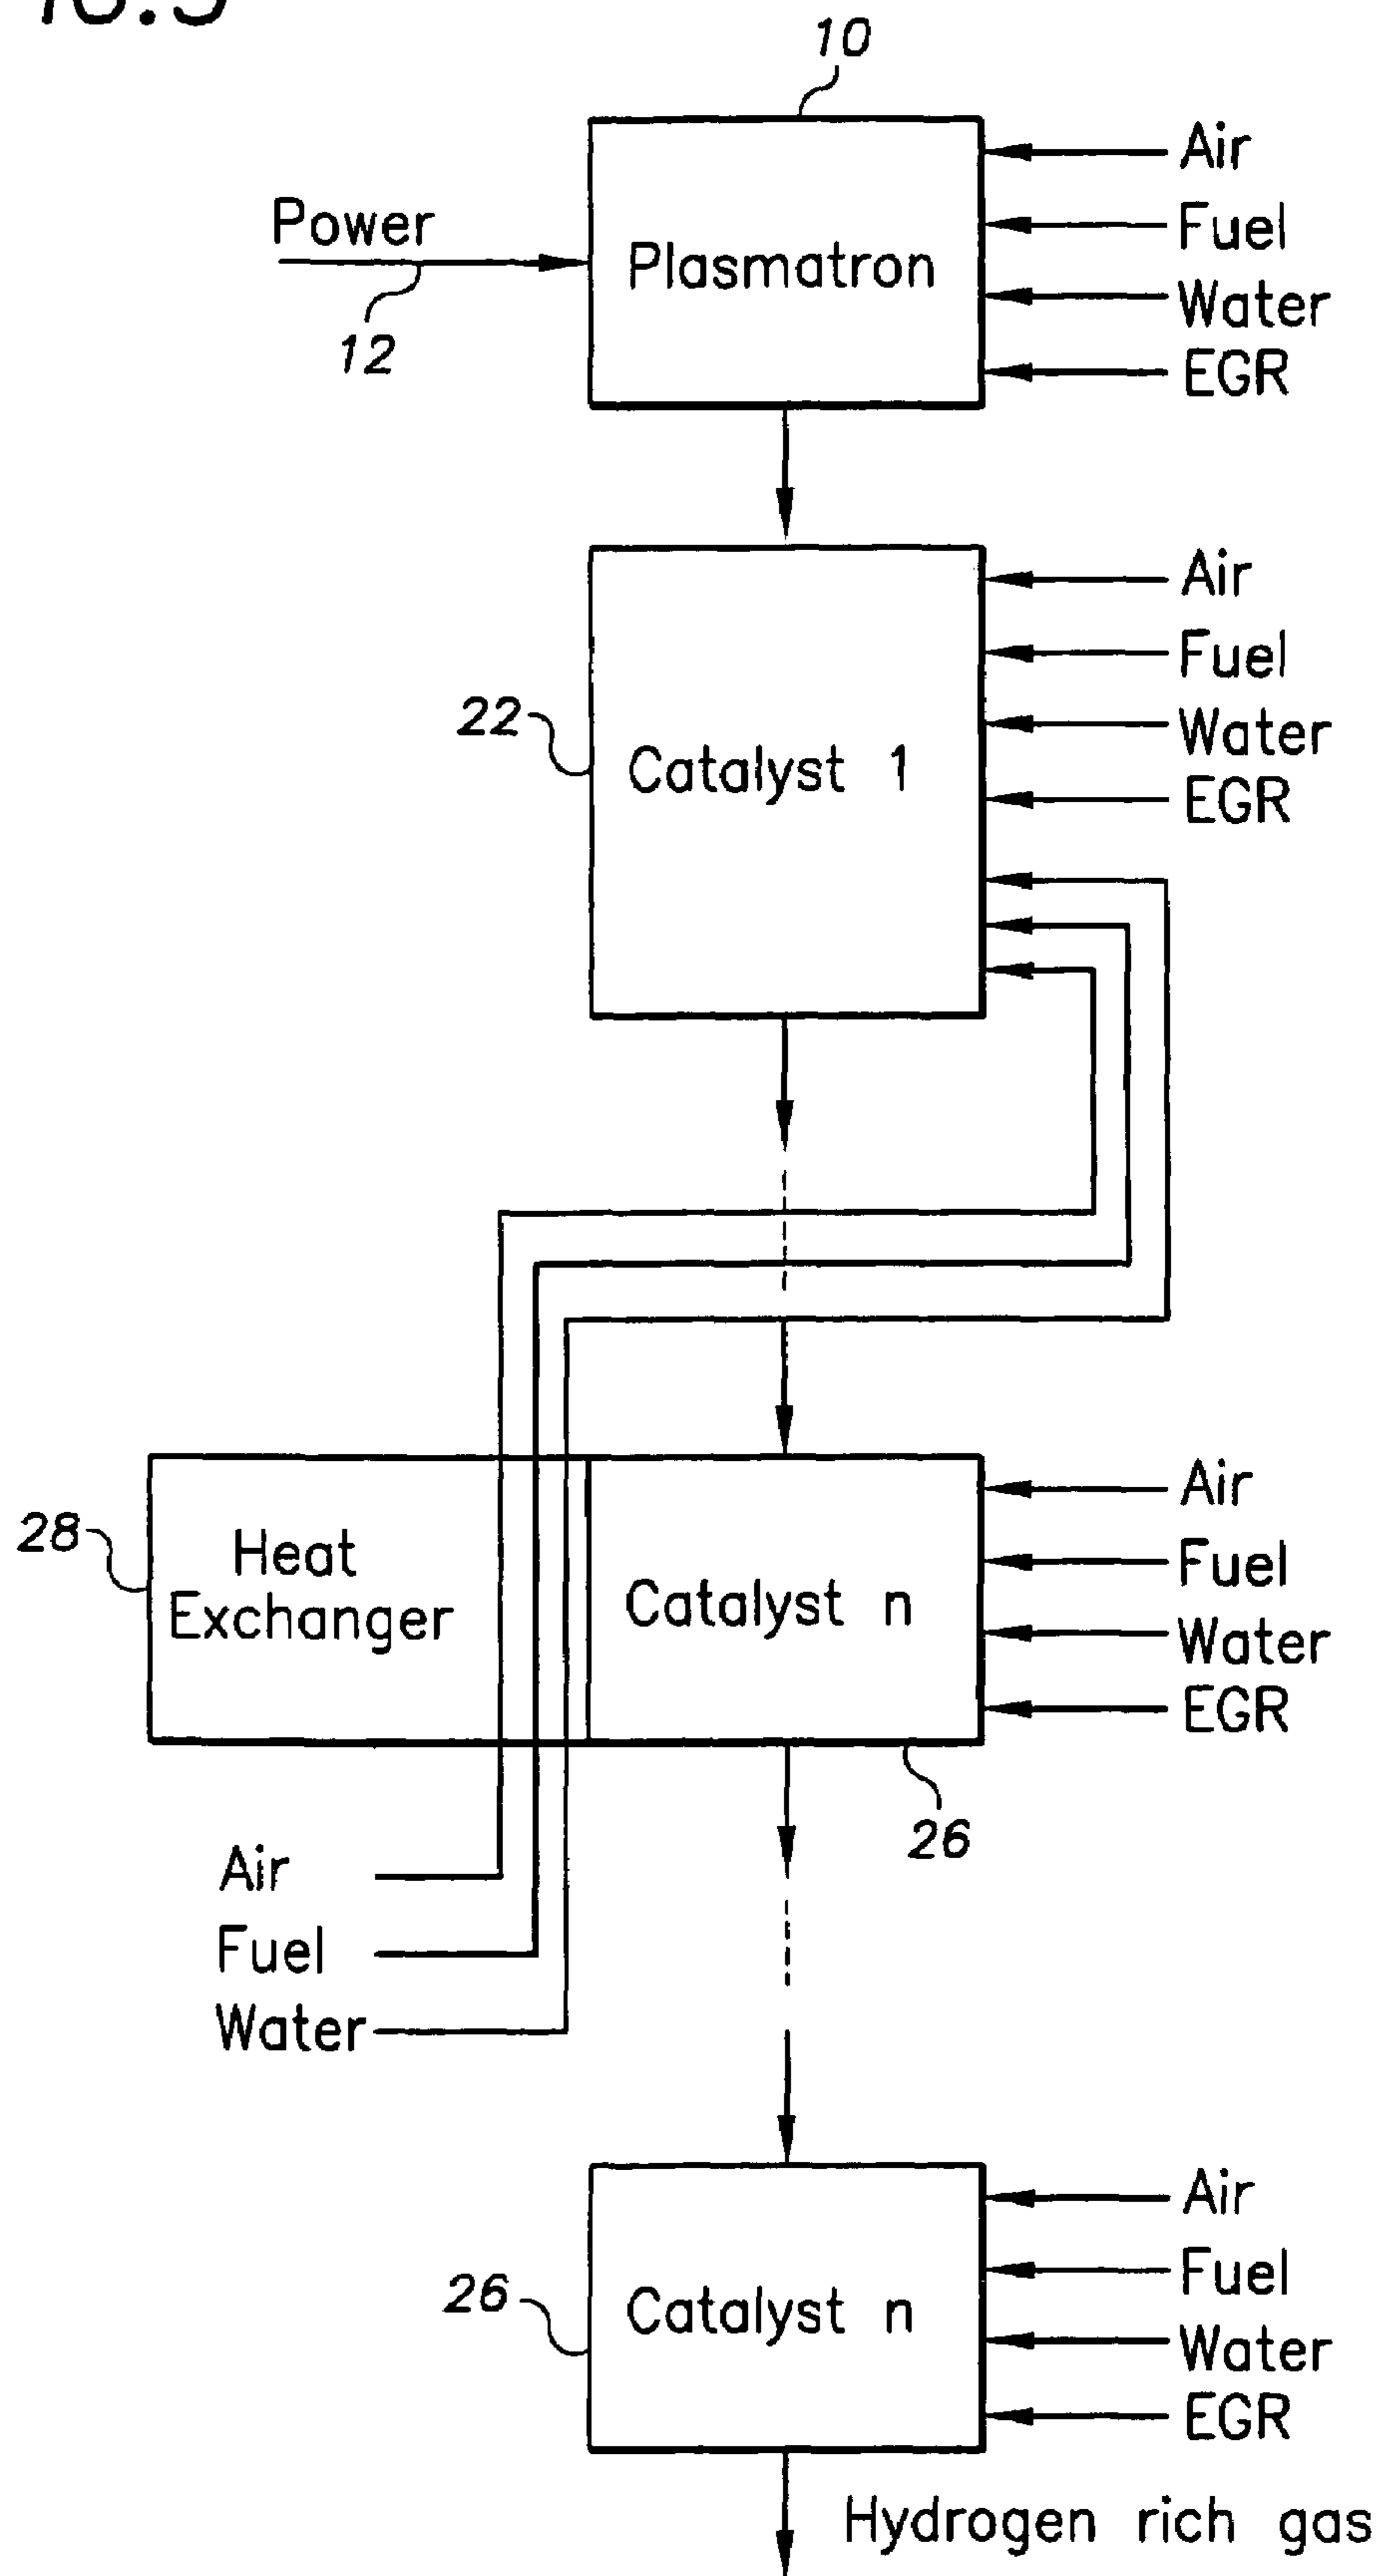 10
Air
Power
Fuel
Plasmatron
Water
12
EGR
Air
Fuel
22
Water
Catalyst 1
EGR
Air
28
Heat
Exchanger
Fuel
Catalyst n
Water
EGR
26
Air
Fuel
Water
Air
Fuel
26
Catalyst n
Water
EGR
Hydrogen rich gas